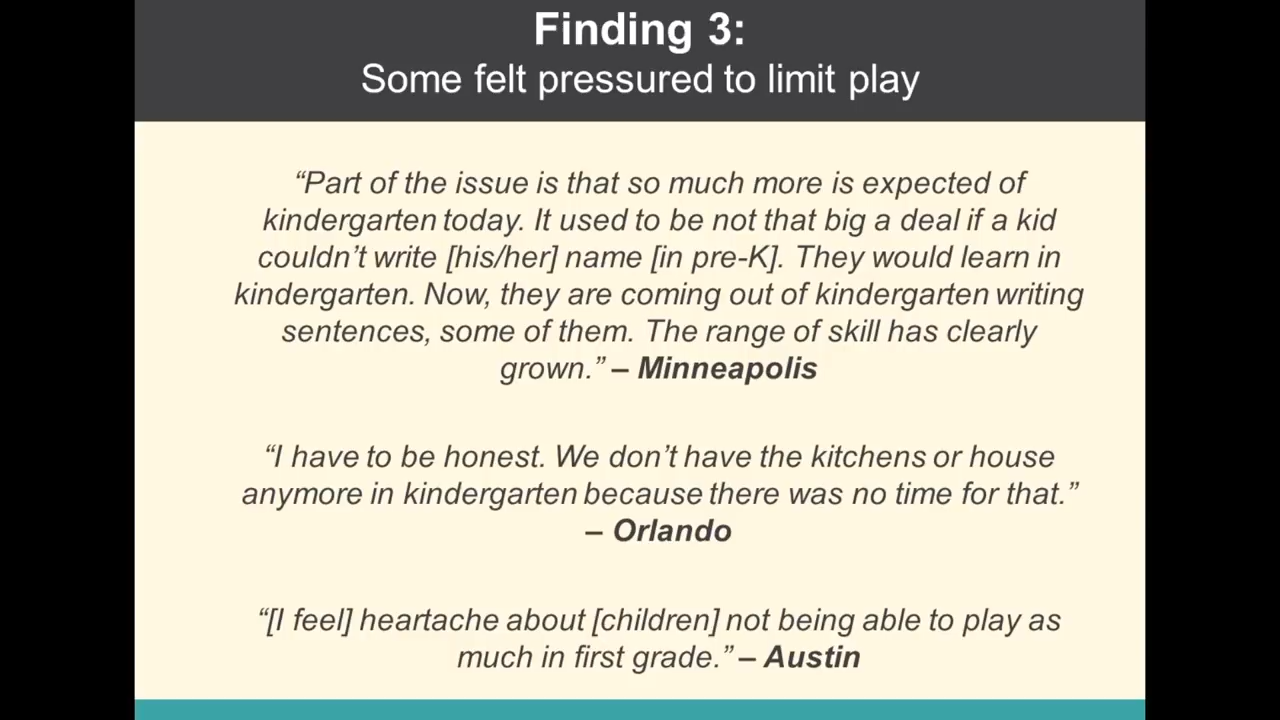 Finding 3:
Some felt pressured to limit play
“Part of the issue is that so much more is expected of
kindergarten today. It used to be not that big a deal if a kid
couldn’t write [his/her] name [in pre-K]. They would learn in
kindergarten. Now, they are coming out of kindergarten writing
sentences, some of them. The range of skill has clearly
grown.” – Minneapolis
“I have to be honest. We don’t have the kitchens or house
anymore in kindergarten because there was no time for that.”
– Orlando
“[I feel] heartache about [children] not being able to play as
much in first grade.” – Austin